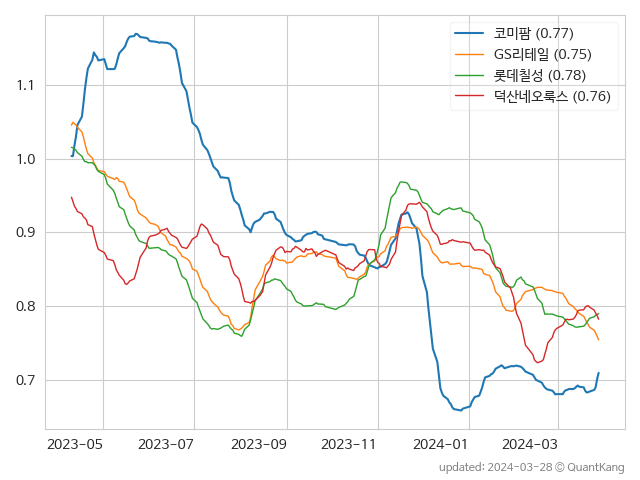 코미팜 (0.77)
GS리테일 (0.75)
롯데칠성 (0.78)
덕산네오룩스 (0.76)
1.1
1.0
0.9
0.8
0.7
2023-05 2023-07 2023-09 2023-11 2024-01 2024-03
updated: 2024-03-28 © QuantKang